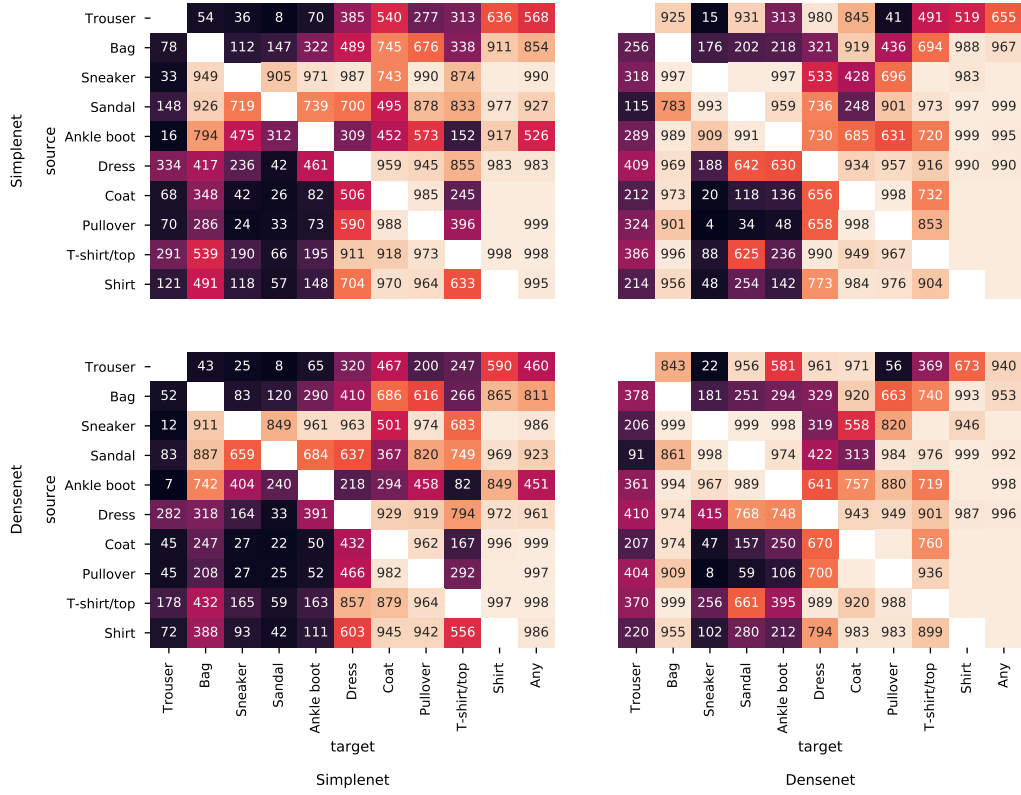 Trouser 54 36 8 70 385 540 277 313 636 568 925 15 931 313 980 845 41 491 519 655
Bag 78 112 147 322 489 745 676 338 911 854 256 176 202 218 321 919 436 694 988 967
Sneaker 33 949 905 971 987 743 990 874 990 318 997 997 533 428 696 983
Sandal 148 926 719 739 700 495 878 833 977 927 115 783 993 959 736 248 901 973 997 999
Ankle boot 16 794 475 312 309 452 573 152 917 526 289 989 909 991 730 685 631 720 999 995
Dress 334 417 236 42 461 959 945 855 983 983 409 969 188 642 630 934 957 916 990 990
Coat 68 348 42 26 82 506 985 245 212 973 20 118 136 656 998 732
Pullover 70 286 24 33 73 590 988 396 999 324 901 4 34 48 658 998 853
T-shirt/top 291 539 190 66 195 911 918 973 998 998 386 996 88 625 236 990 949 967
Shirt 121 491 118 57 148 704 970 964 633 995 214 956 48 254 142 773 984 976 904
Simplenet
source
Trouser 43 25 8 65 320 467 200 247 590 460 843 22 956 581 961 971 56 369 673 940
Bag 52 83 120 290 410 686 616 266 865 811 378 181 251 294 329 920 663 740 993 953
Sneaker 12 911 849 961 963 501 974 683 986 206 999 999 998 319 558 820 946
Sandal 83 887 659 684 637 367 820 749 969 923 91 861 998 974 422 313 984 976 999 992
Ankle boot 7 742 404 240 218 294 458 82 849 451 361 994 967 989 641 757 880 719 998
Dress 282 318 164 33 391 929 919 794 972 961 410 974 415 768 748 943 949 901 987 996
Coat 45 247 27 22 50 432 962 167 996 999 207 974 47 157 250 670 760
Pullover 45 208 27 25 52 466 982 292 997 404 909 8 59 106 700 936
T-shirt/top 178 432 165 59 163 857 879 964 997 998 370 999 256 661 395 989 920 988
Shirt 72 388 93 42 111 603 945 942 556 986 220 955 102 280 212 794 983 983 899
Densenet
source
Trouser Bag Sneaker Sandal Ankle boot Dress Coat Pullover T-shirt/top Shirt Any Trouser Bag Sneaker Sandal Ankle boot Dress Coat Pullover T-shirt/top Shirt Any
target target
Simplenet Densenet